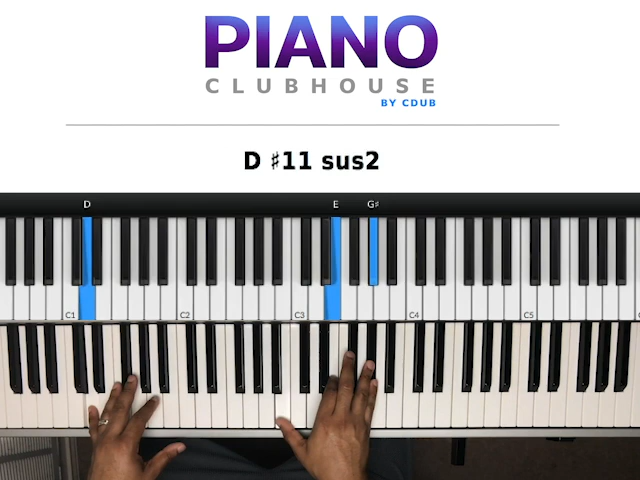 PIANO
CLUBHOUSE
BY CDUB
D ♯11 sus2
D E G♯
C1 C2 C3 C4 C5